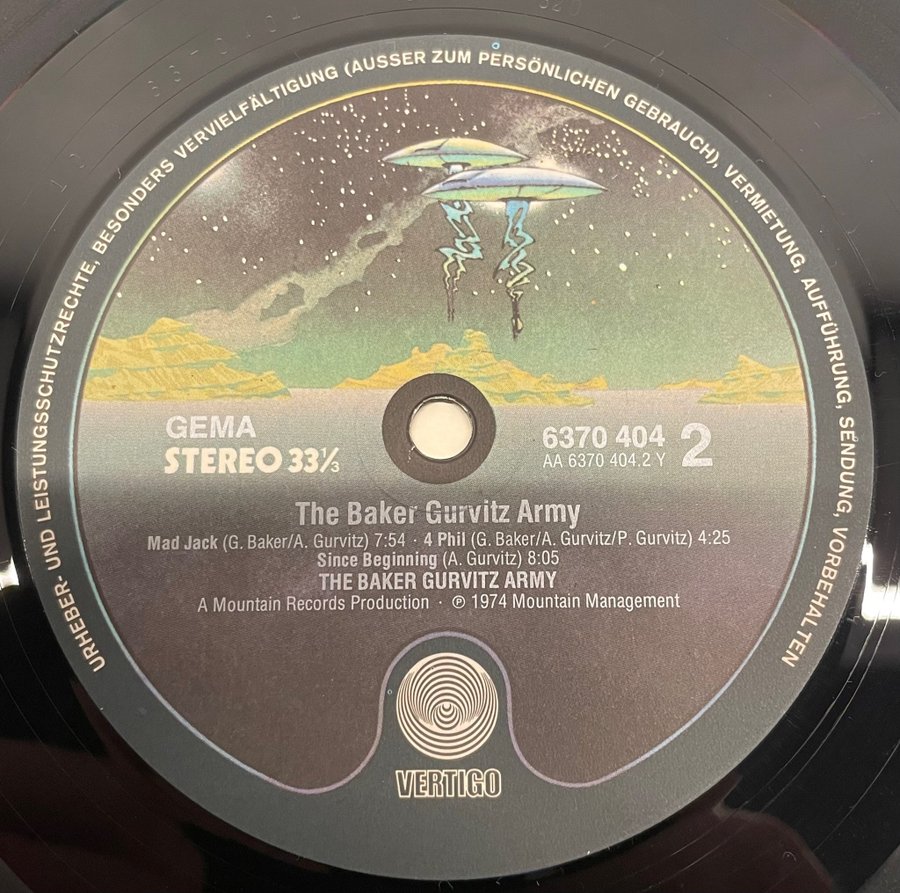 URHEBER- UND LEISTUNGSSCHUTZRECHTE, BESONDERS VERVIELFÄLTIGUNG (AUSSER ZUM PERSÖNLICHEN GEBRAUCH), VERMIETUNG, AUFFÜHRUNG, SENDUNG, VORBEHALTEN
GEMA
STEREO 33⅓
6370 404 2
AA 6370 404.2 Y
The Baker Gurvitz Army
Mad Jack (G. Baker/A. Gurvitz) 7:54 · 4 Phil (G. Baker/A. Gurvitz/P. Gurvitz) 4:25
Since Beginning (A. Gurvitz) 8:05
THE BAKER GURVITZ ARMY
A Mountain Records Production · ℗ 1974 Mountain Management
VERTIGO